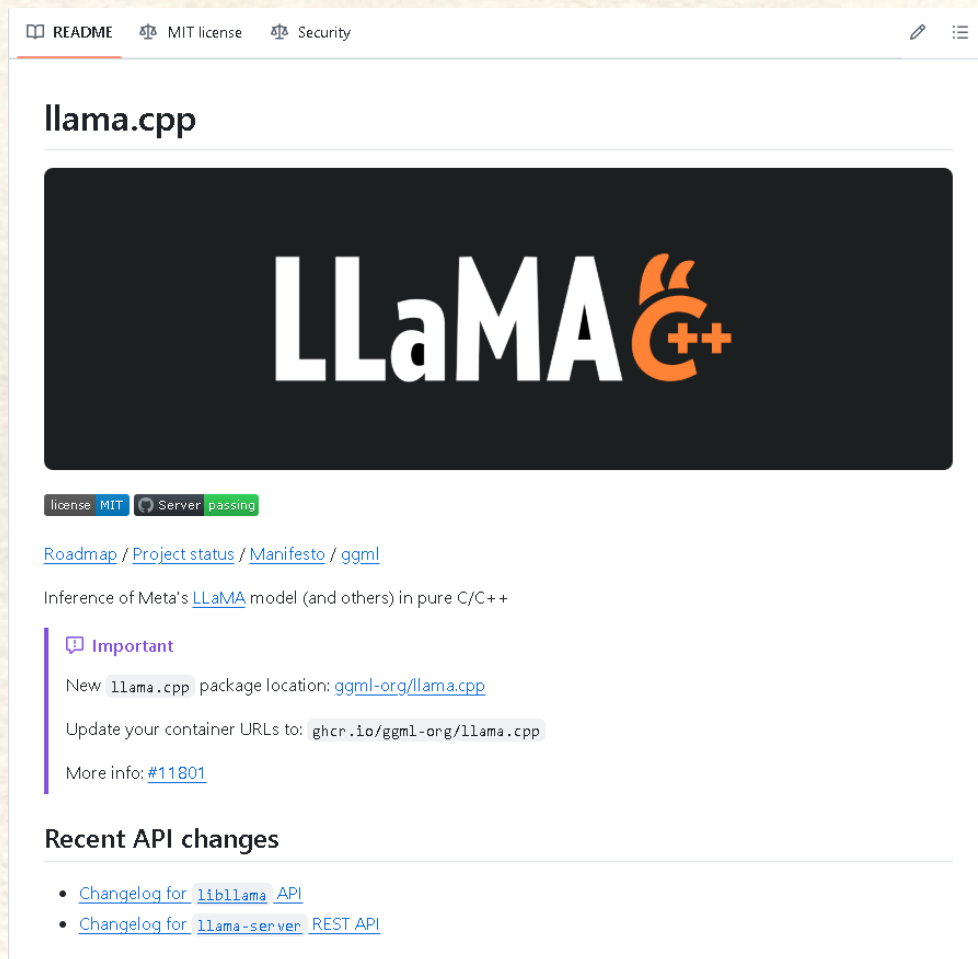 README MIT license Security
llama.cpp
LLaMA C++
license MIT Server passing
Roadmap / Project status / Manifesto / ggml
Inference of Meta's LLaMA model (and others) in pure C/C++
Important
New llama.cpp package location: ggml-org/llama.cpp
Update your container URLs to: ghcr.io/ggml-org/llama.cpp
More info: #11801
Recent API changes
• Changelog for libllama API
• Changelog for llama-server REST API